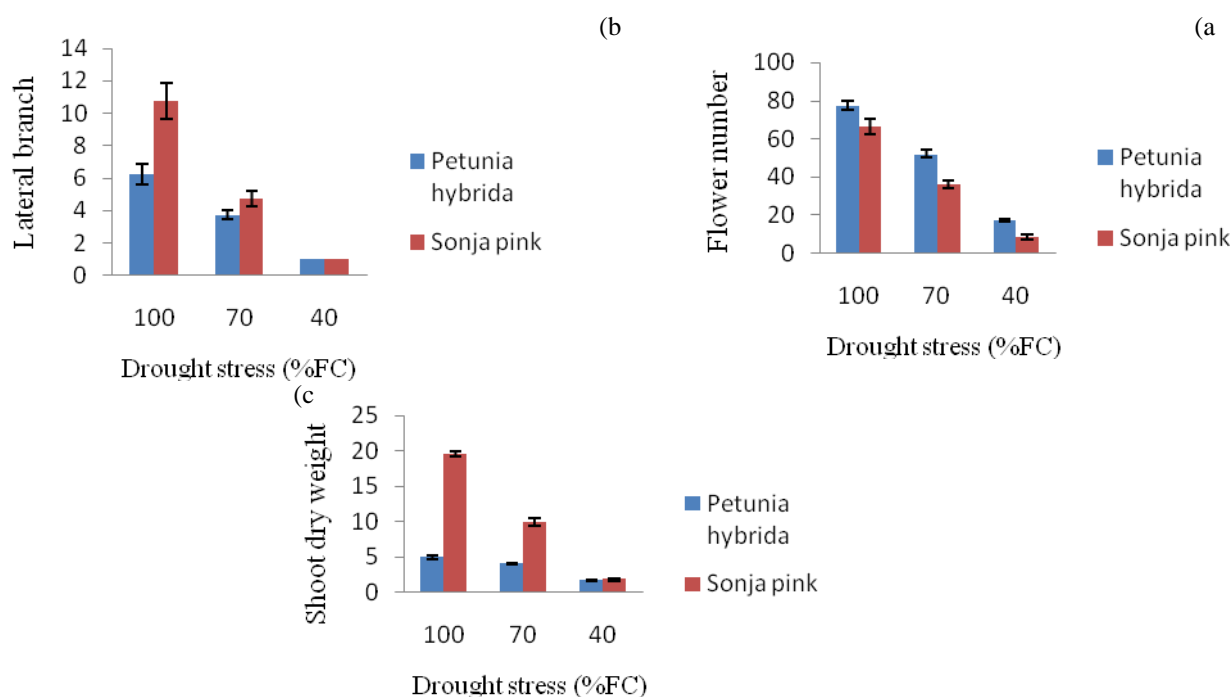 (b)
Lateral branch
14
12
10
8
6
4
2
0
100 70 40
Drought stress (%FC)
Petunia
hybrida
Sonja pink
(a
Flower number
100
80
60
40
20
0
100 70 40
Drought stress (%FC)
Petunia
hybrida
Sonja pink
(c
Shoot dry weight
25
20
15
10
5
0
100 70 40
Drought stress (%FC)
Petunia
hybrida
Sonja pink